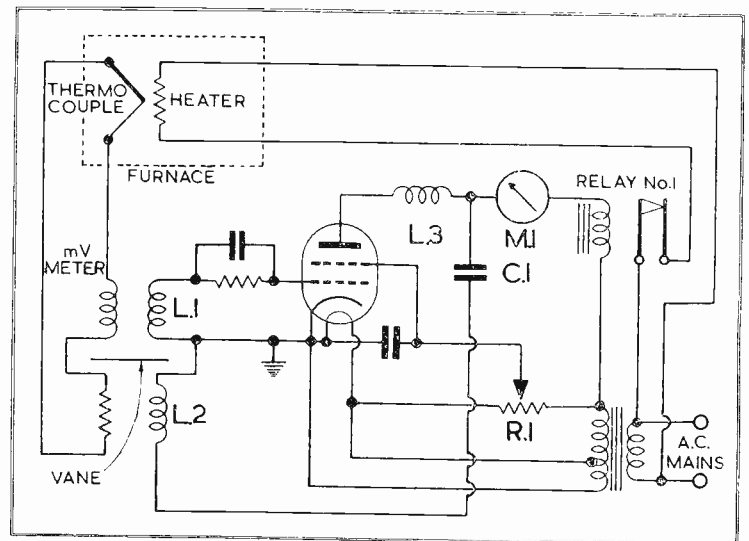 THERMO
COUPLE
HEATER
FURNACE
mV
METER
L.1
L.2
VANE
L.3
M.1
C.1
RELAY No.1
R.1
A.C.
MAINS